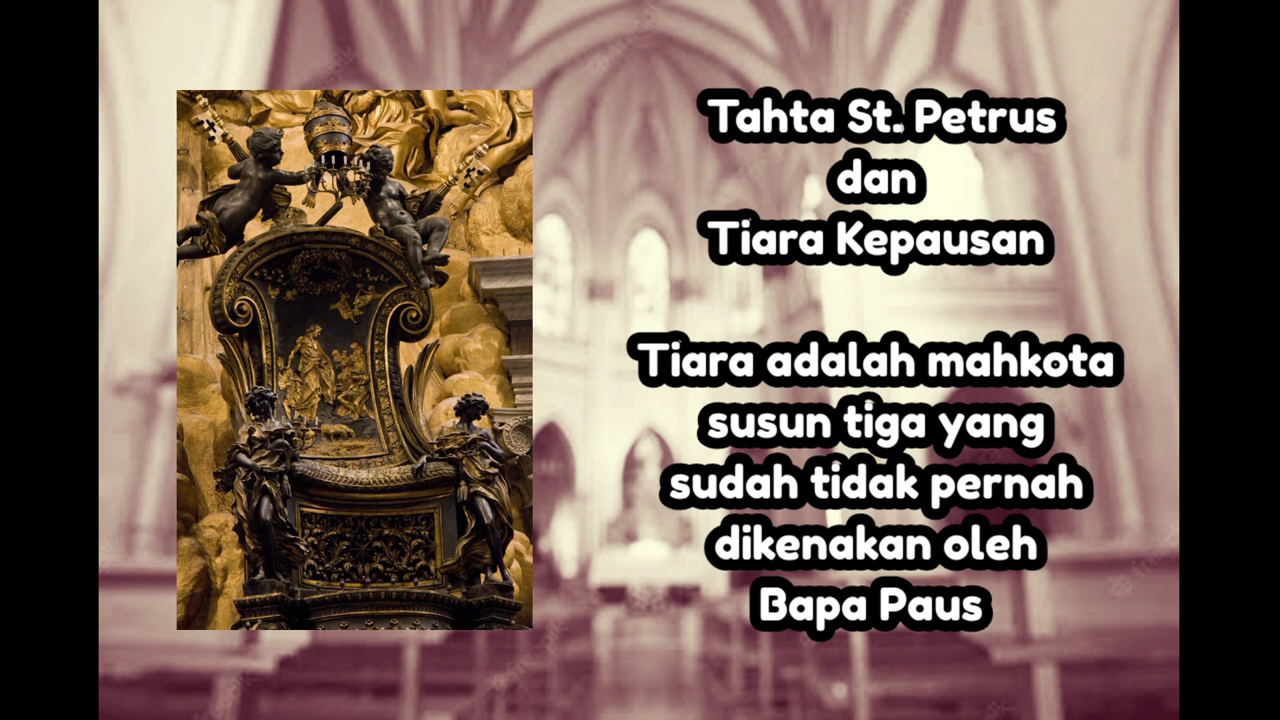 Tahta St. Petrus
dan
Tiara Kepausan
Tiara adalah mahkota
susun tiga yang
sudah tidak pernah
dikenakan oleh
Bapa Paus